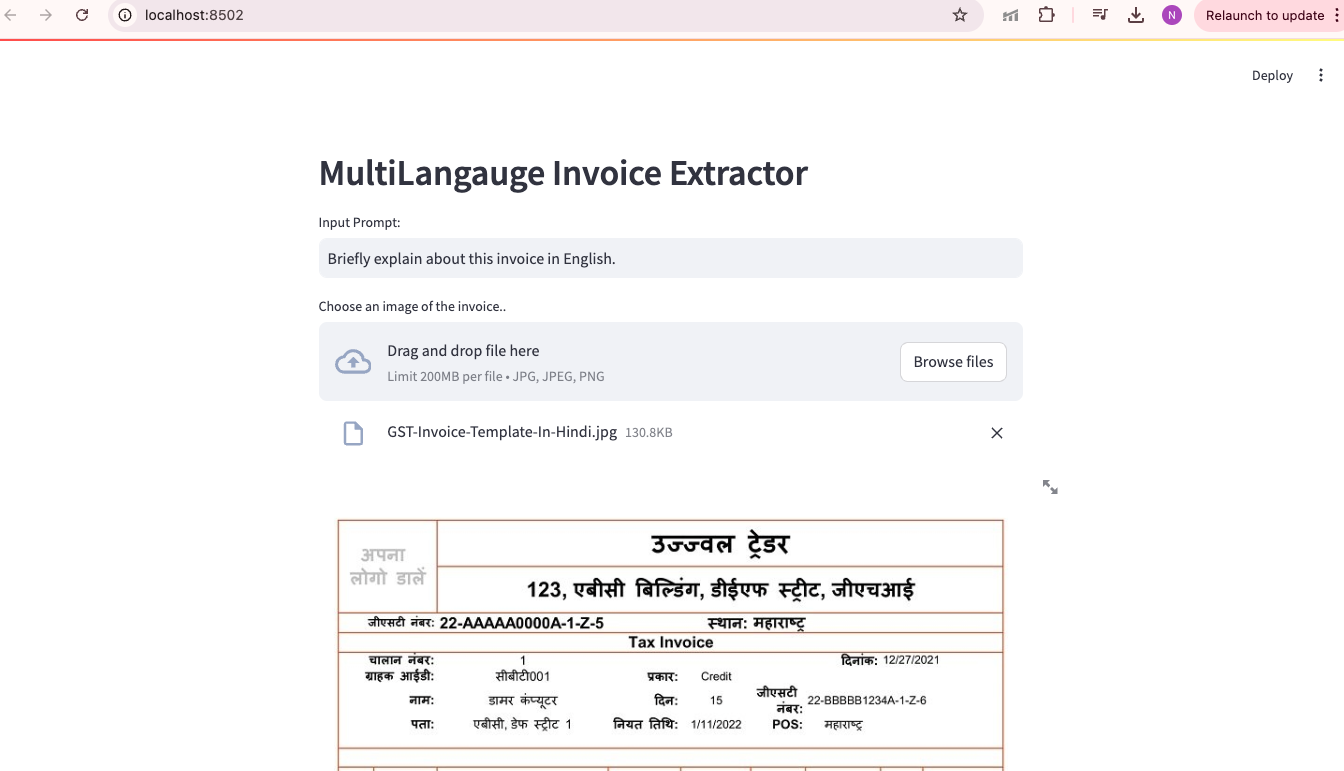 localhost:8502
N
Relaunch to update
Deploy
MultiLangauge Invoice Extractor
Input Prompt:
Briefly explain about this invoice in English.
Choose an image of the invoice..
Drag and drop file here
Limit 200MB per file • JPG, JPEG, PNG
Browse files
GST-Invoice-Template-In-Hindi.jpg 130.8KB
अपना
लोगो डालें
उज्ज्वल ट्रेडर
123, एबीसी बिल्डिंग, डीईएफ स्ट्रीट, जीएचआई
जीएसटी नंबर: 22-AAAAA0000A-1-Z-5 स्थान: महाराष्ट्र
Tax Invoice
चालान नंबर: 1 दिनांक: 12/27/2021
ग्राहक आईडी: सीबीटी001 प्रकार: Credit
नाम: डामर कंप्यूटर दिन: 15 जीएसटी नंबर: 22-BBBBB1234A-1-Z-6
पता: एबीसी, डेफ स्ट्रीट 1 नियत तिथि: 1/11/2022 POS: महाराष्ट्र